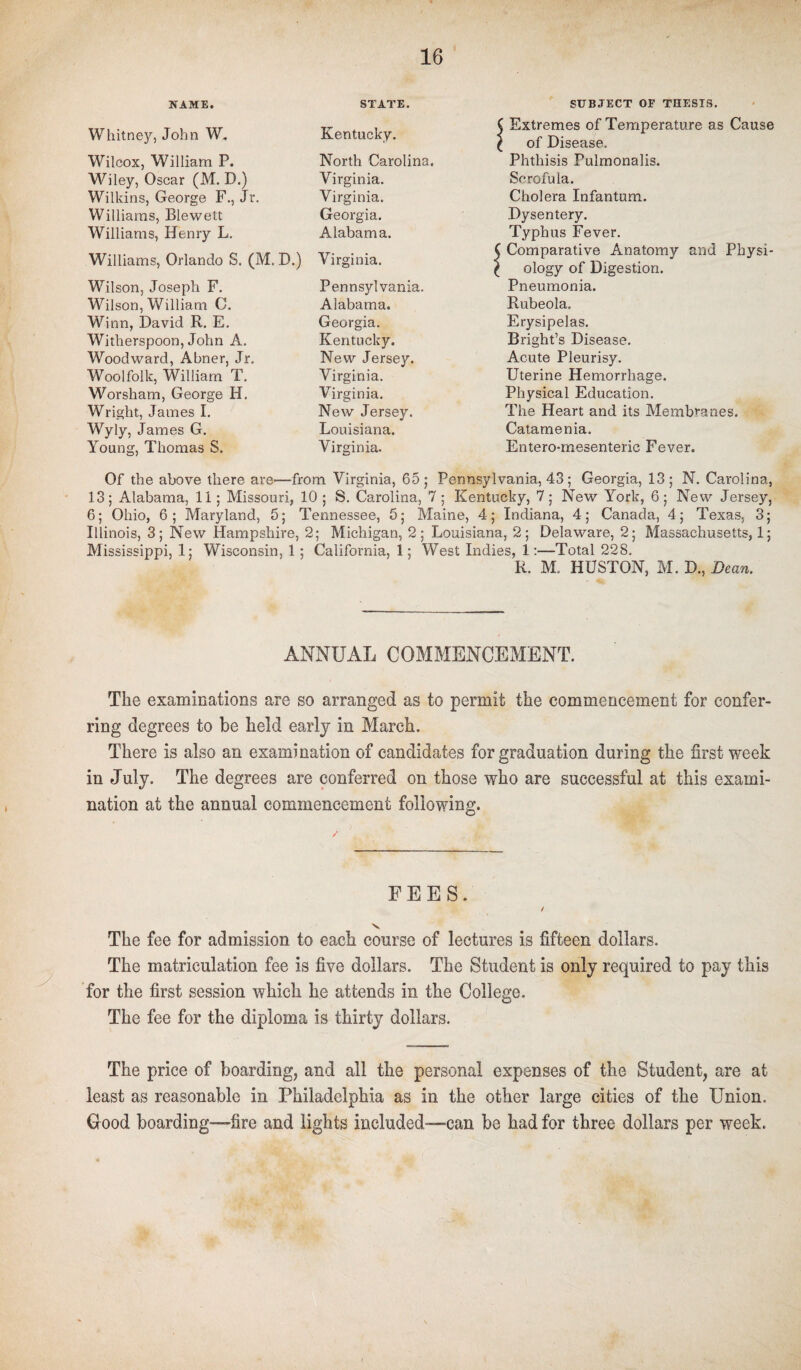 16
NAME. STATE. SUBJECT OF THESIS.
Whitney, John W. Kentucky. { Extremes of Temperature as Cause of Disease.
Wilcox, William P. North Carolina. Phthisis Pulmonalis.
Wiley, Oscar (M. D.) Virginia. Scrofula.
Wilkins, George F., Jr. Virginia. Cholera Infantum.
Williams, Blewett Georgia. Dysentery.
Williams, Henry L. Alabama. Typhus Fever.
Williams, Orlando S. (M. D.) Virginia. { Comparative Anatomy and Physiology of Digestion.
Wilson, Joseph F. Pennsylvania. Pneumonia.
Wilson, William C. Alabama. Rubeola.
Winn, David R. E. Georgia. Erysipelas.
Witherspoon, John A. Kentucky. Bright's Disease.
Woodward, Abner, Jr. New Jersey. Acute Pleurisy.
Woolfolk, William T. Virginia. Uterine Hemorrhage.
Worsham, George H. Virginia. Physical Education.
Wright, James I. New Jersey. The Heart and its Membranes.
Wyly, James G. Louisiana. Catamenia.
Young, Thomas S. Virginia. Entero-mesenteric Fever.
Of the above there are—from Virginia, 65; Pennsylvania, 43; Georgia, 13; N. Carolina,
13; Alabama, 11; Missouri, 10; S. Carolina, 7; Kentucky, 7; New York, 6; New Jersey,
6; Ohio, 6; Maryland, 5; Tennessee, 5; Maine, 4; Indiana, 4; Canada, 4; Texas, 3;
Illinois, 3; New Hampshire, 2; Michigan, 2; Louisiana, 2; Delaware, 2; Massachusetts, 1;
Mississippi, 1; Wisconsin, 1; California, 1; West Indies, 1:—Total 228.
R. M. HUSTON, M. D., Dean.
ANNUAL COMMENCEMENT.
The examinations are so arranged as to permit the commencement for confer-
ring degrees to be held early in March.
There is also an examination of candidates for graduation during the first week
in July. The degrees are conferred on those who are successful at this exami-
nation at the annual commencement following.
FEES.
The fee for admission to each course of lectures is fifteen dollars.
The matriculation fee is five dollars. The Student is only required to pay this
for the first session which he attends in the College.
The fee for the diploma is thirty dollars.
The price of boarding, and all the personal expenses of the Student, are at
least as reasonable in Philadelphia as in the other large cities of the Union.
Good boarding—fire and lights included—can be had for three dollars per week.